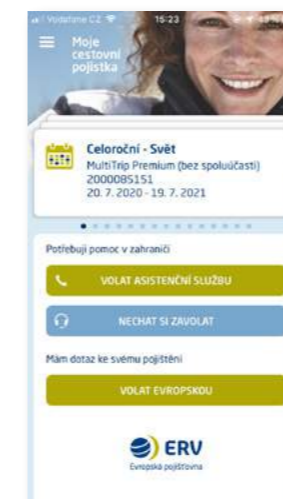 Vodafone CZ 15:23
Moje
cestovní
pojistka
Celoroční - Svět
MultiTrip Premium (bez spoluúčasti)
2000085151
20. 7. 2020 - 19. 7. 2021
Potřebuji pomoc v zahraničí
VOLAT ASISTENČNÍ SLUŽBU
NECHAT SI ZAVOLAT
Mám dotaz ke svému pojištění
VOLAT EVROPSKOU
ERV
Evropská pojišťovna